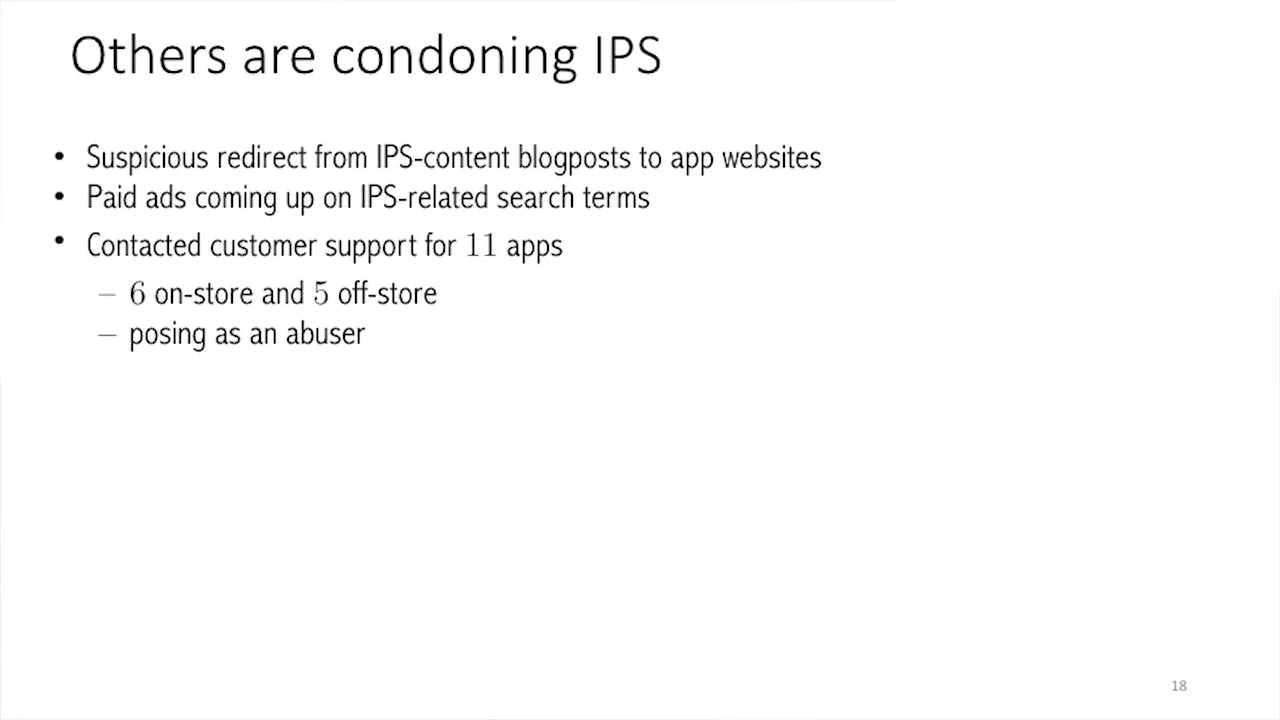 Others are condoning IPS
• Suspicious redirect from IPS-content blogposts to app websites
• Paid ads coming up on IPS-related search terms
• Contacted customer support for 11 apps
– 6 on-store and 5 off-store
– posing as an abuser
18